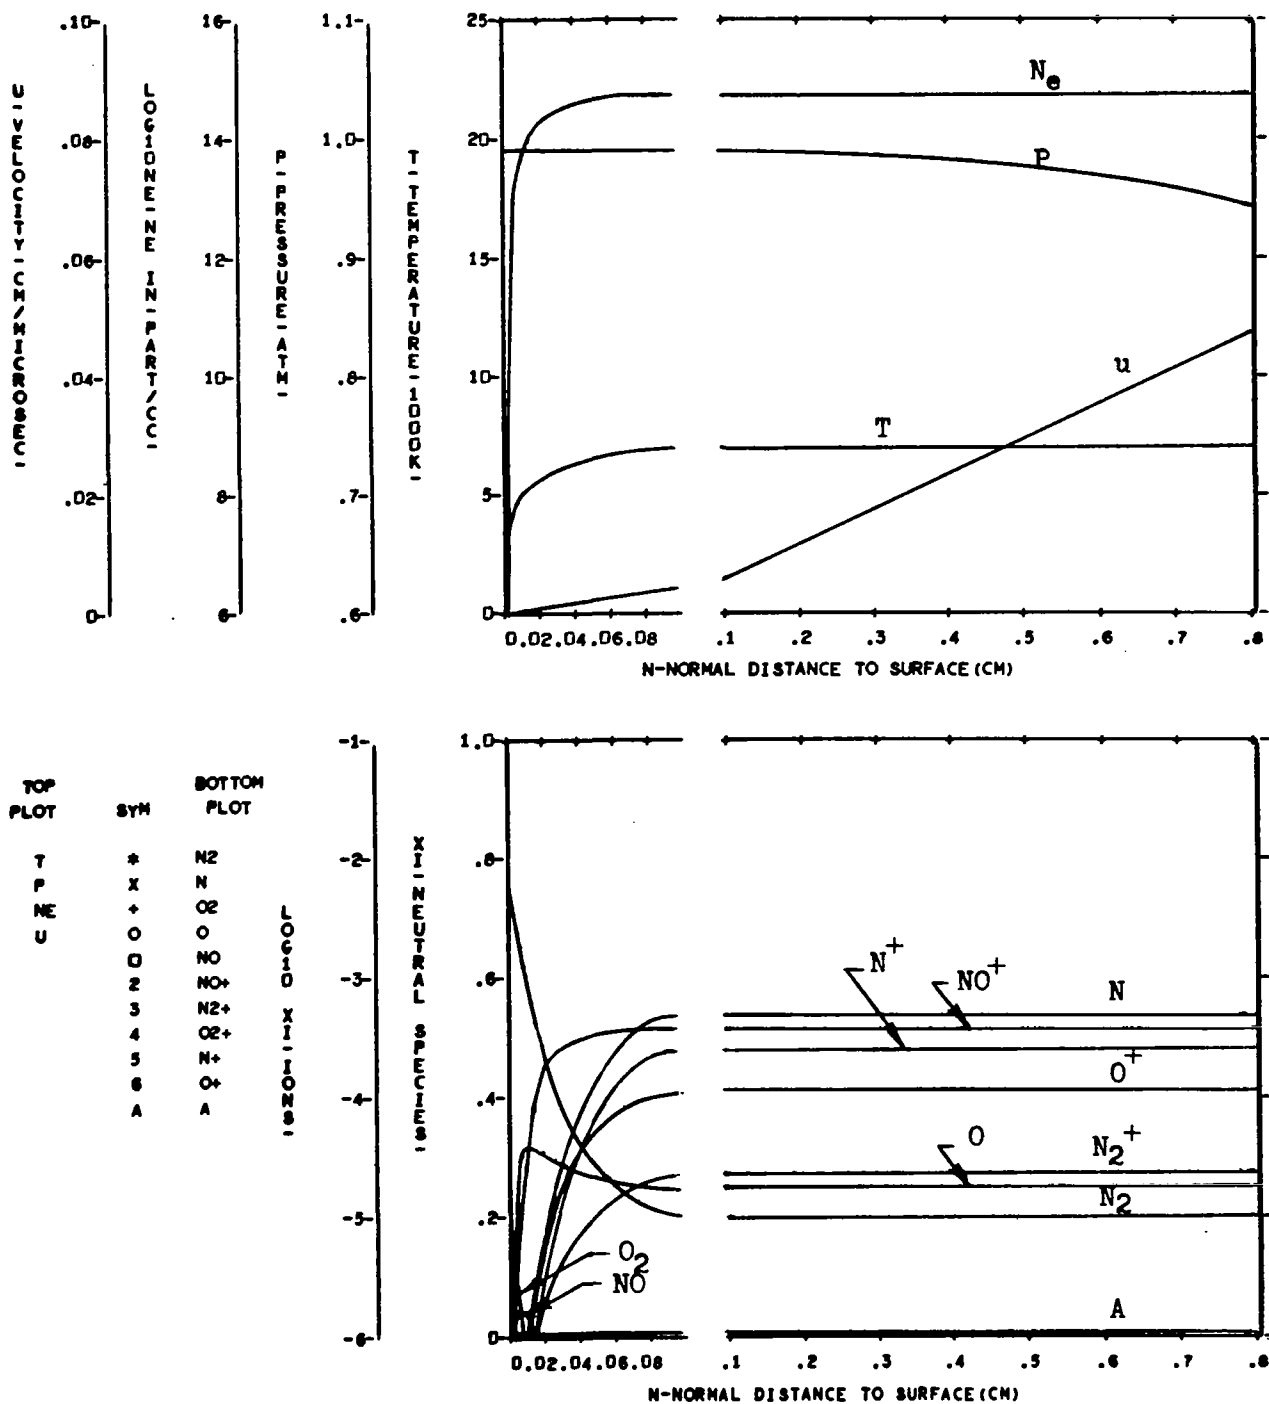 .10-
16-
1.1-
25-
.08-
14-
1.0-
20-
.06-
12-
.9-
15-
.04-
10-
.8-
10-
.02-
8-
.7-
5-
0-
6-
.6-
0-
U-VELOCITY-CM/MICROSEC-
LOG10NE-NE IN-PART/CC-
P-PRESSURE-ATM-
T-TEMPERATURE-1000K-
Ne
P
u
T
0.02.04.06.08 .1 .2 .3 .4 .5 .6 .7 .8
N-NORMAL DISTANCE TO SURFACE(CM)
-1-
1.0-
-2-
.8-
-3-
.6-
-4-
.4-
-5-
.2-
-6-
0-
TOP PLOT SYM BOTTOM PLOT
T * N2
P X N
NE + O2
U O O
□ NO
2 NO+
3 N2+
4 O2+
5 N+
6 O+
A A
LOG10 XI-IONS-
XI-NEUTRAL SPECIES-
N+
NO+
N
O+
O
N2+
N2
O2
NO
A
0.02.04.06.08 .1 .2 .3 .4 .5 .6 .7 .8
N-NORMAL DISTANCE TO SURFACE(CM)